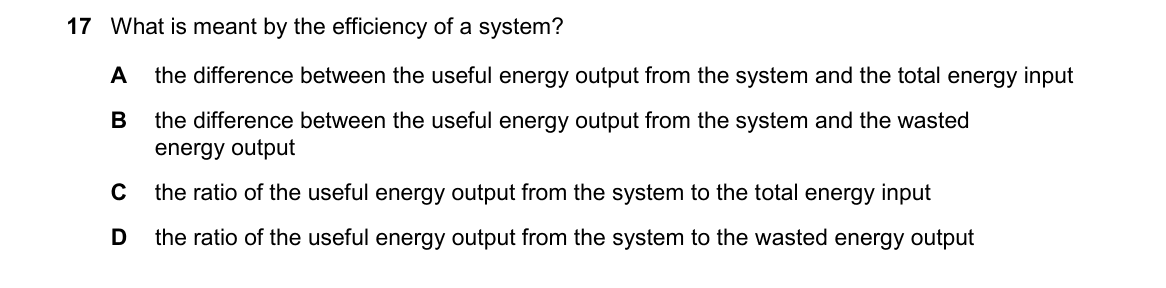 17 What is meant by the efficiency of a system?
A the difference between the useful energy output from the system and the total energy input
B the difference between the useful energy output from the system and the wasted
energy output
C the ratio of the useful energy output from the system to the total energy input
D the ratio of the useful energy output from the system to the wasted energy output